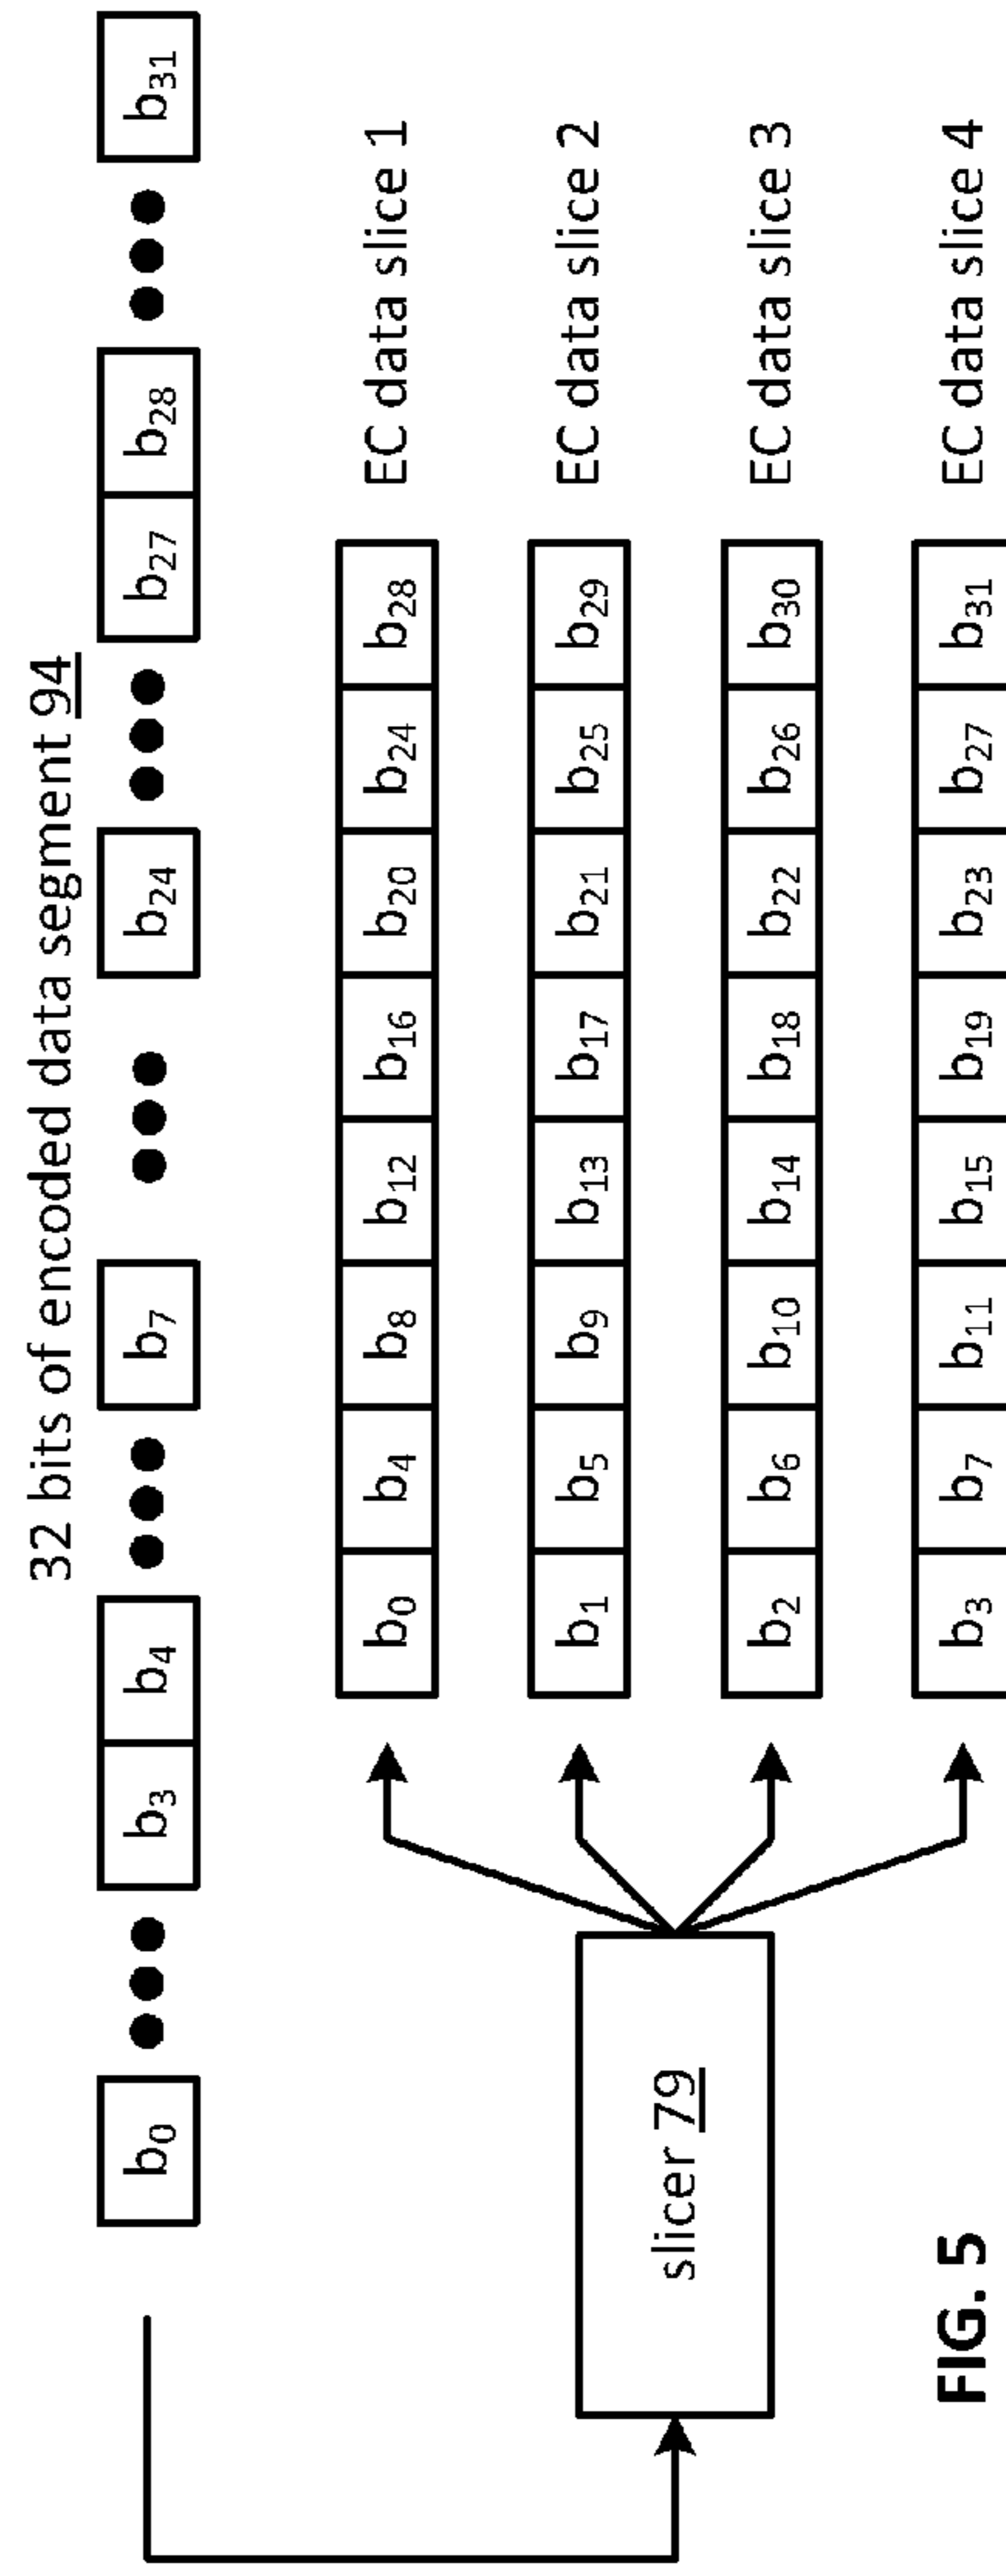 32 bits of encoded data segment 94
b0 ●●● b3 b4 ●●● b7 ●●● b24 ●●● b27 b28 ●●● b31
b0 b4 b8 b12 b16 b20 b24 b28 EC data slice 1
b1 b5 b9 b13 b17 b21 b25 b29 EC data slice 2
slicer 79
b2 b6 b10 b14 b18 b22 b26 b30 EC data slice 3
b3 b7 b11 b15 b19 b23 b27 b31 EC data slice 4
FIG. 5